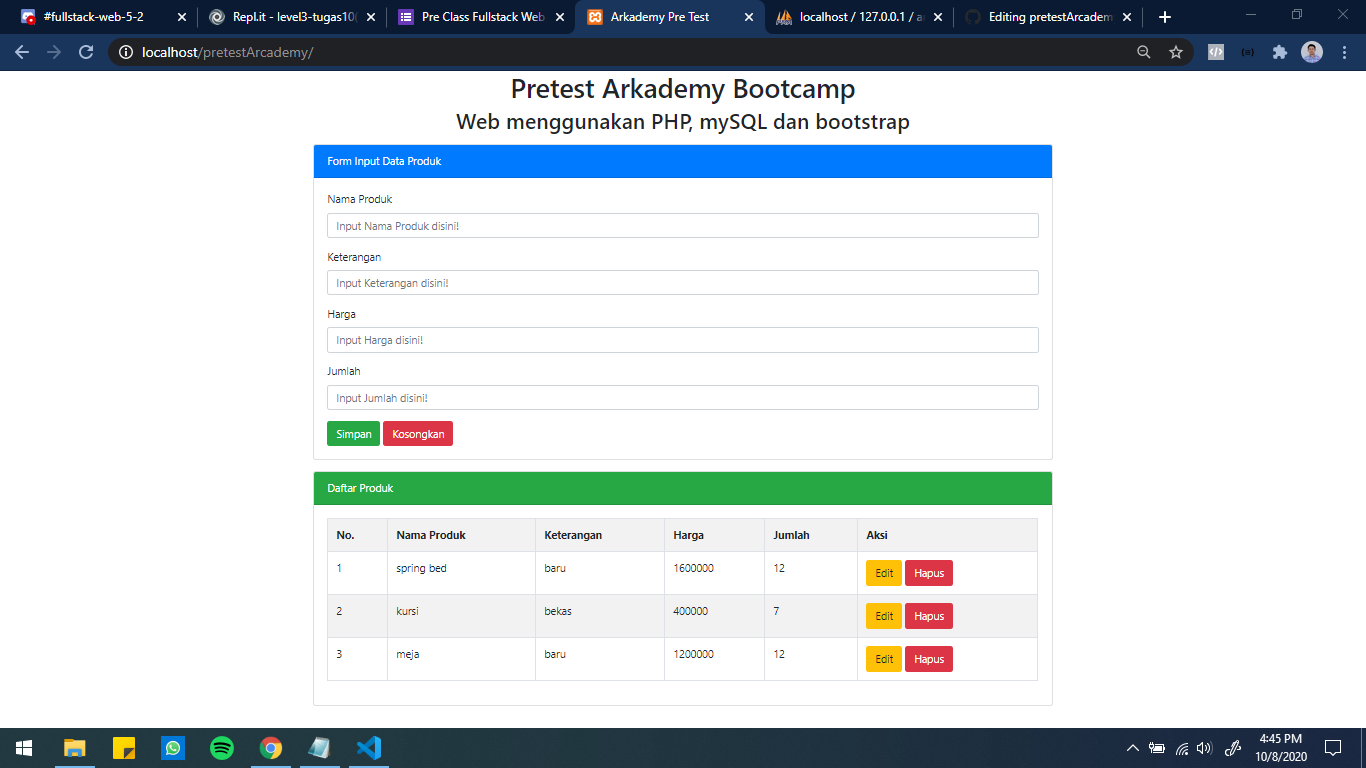 #fullstack-web-5-2
Repl.it - level3-tugas10(
Pre Class Fullstack Web
Arkademy Pre Test
localhost / 127.0.0.1 / a
Editing pretestArcadem
localhost/pretestArcademy/
Pretest Arkademy Bootcamp
Web menggunakan PHP, mySQL dan bootstrap
Form Input Data Produk
Nama Produk
Input Nama Produk disini!
Keterangan
Input Keterangan disini!
Harga
Input Harga disini!
Jumlah
Input Jumlah disini!
Simpan Kosongkan
Daftar Produk
No. Nama Produk Keterangan Harga Jumlah Aksi
1 spring bed baru 1600000 12 Edit Hapus
2 kursi bekas 400000 7 Edit Hapus
3 meja baru 1200000 12 Edit Hapus
4:45 PM
10/8/2020